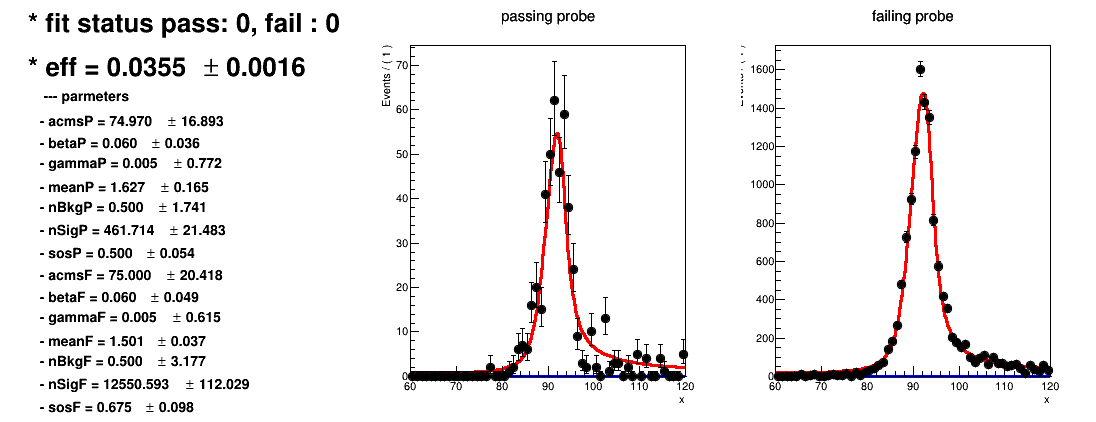 * fit status pass: 0, fail : 0
* eff = 0.0355 ± 0.0016
--- parmeters
- acmsP = 74.970 ± 16.893
- betaP = 0.060 ± 0.036
- gammaP = 0.005 ± 0.772
- meanP = 1.627 ± 0.165
- nBkgP = 0.500 ± 1.741
- nSigP = 461.714 ± 21.483
- sosP = 0.500 ± 0.054
- acmsF = 75.000 ± 20.418
- betaF = 0.060 ± 0.049
- gammaF = 0.005 ± 0.615
- meanF = 1.501 ± 0.037
- nBkgF = 0.500 ± 3.177
- nSigF = 12550.593 ± 112.029
- sosF = 0.675 ± 0.098
passing probe
Events / ( 1 )
70
60
50
40
30
20
10
0
60 70 80 90 100 110 120
x
failing probe
Events / ( 
1600
1400
1200
1000
800
600
400
200
0
60 70 80 90 100 110 120
x